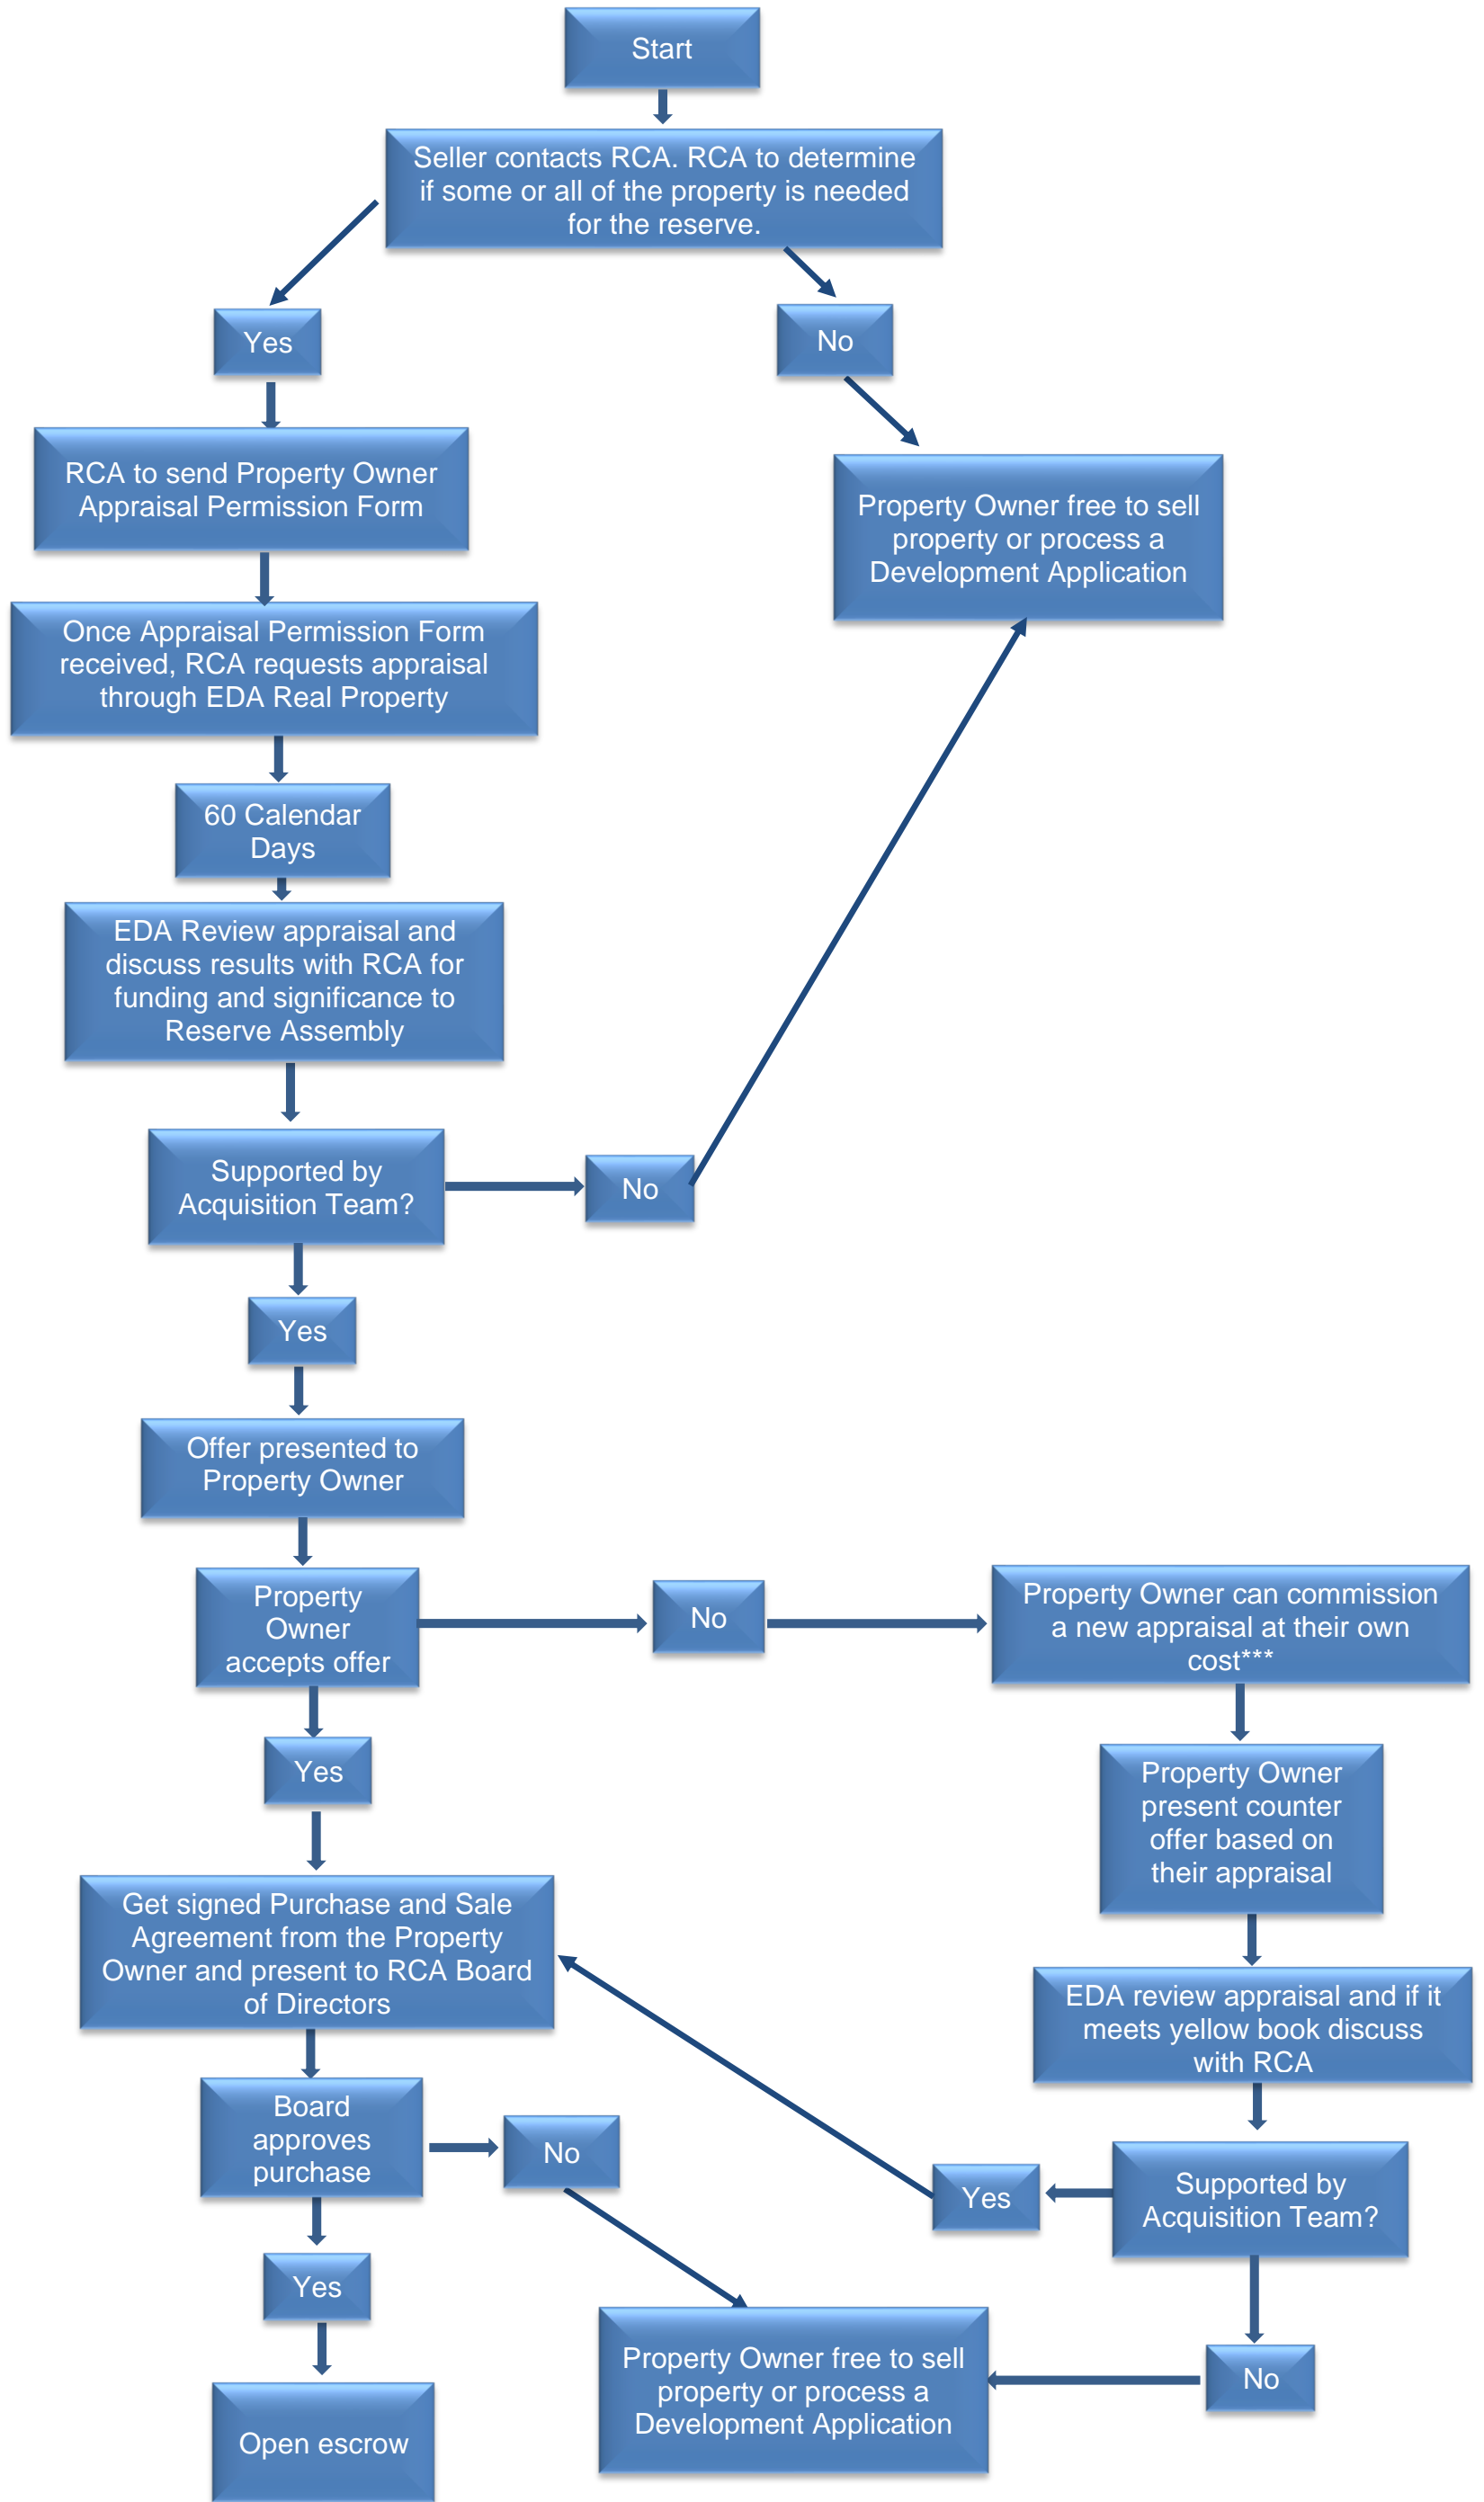 Start
Seller contacts RCA. RCA to determine
if some or all of the property is needed
for the reserve.
Yes
No
RCA to send Property Owner
Appraisal Permission Form
Property Owner free to sell
property or process a
Development Application
Once Appraisal Permission Form
received, RCA requests appraisal
through EDA Real Property
60 Calendar
Days
EDA Review appraisal and
discuss results with RCA for
funding and significance to
Reserve Assembly
Supported by
Acquisition Team?
No
Yes
Offer presented to
Property Owner
Property
Owner
accepts offer
No
Property Owner can commission
a new appraisal at their own
cost***
Yes
Property Owner
present counter
offer based on
their appraisal
Get signed Purchase and Sale
Agreement from the Property
Owner and present to RCA Board
of Directors
EDA review appraisal and if it
meets yellow book discuss
with RCA
Board
approves
purchase
No
Yes
Supported by
Acquisition Team?
Yes
Property Owner free to sell
property or process a
Development Application
No
Open escrow